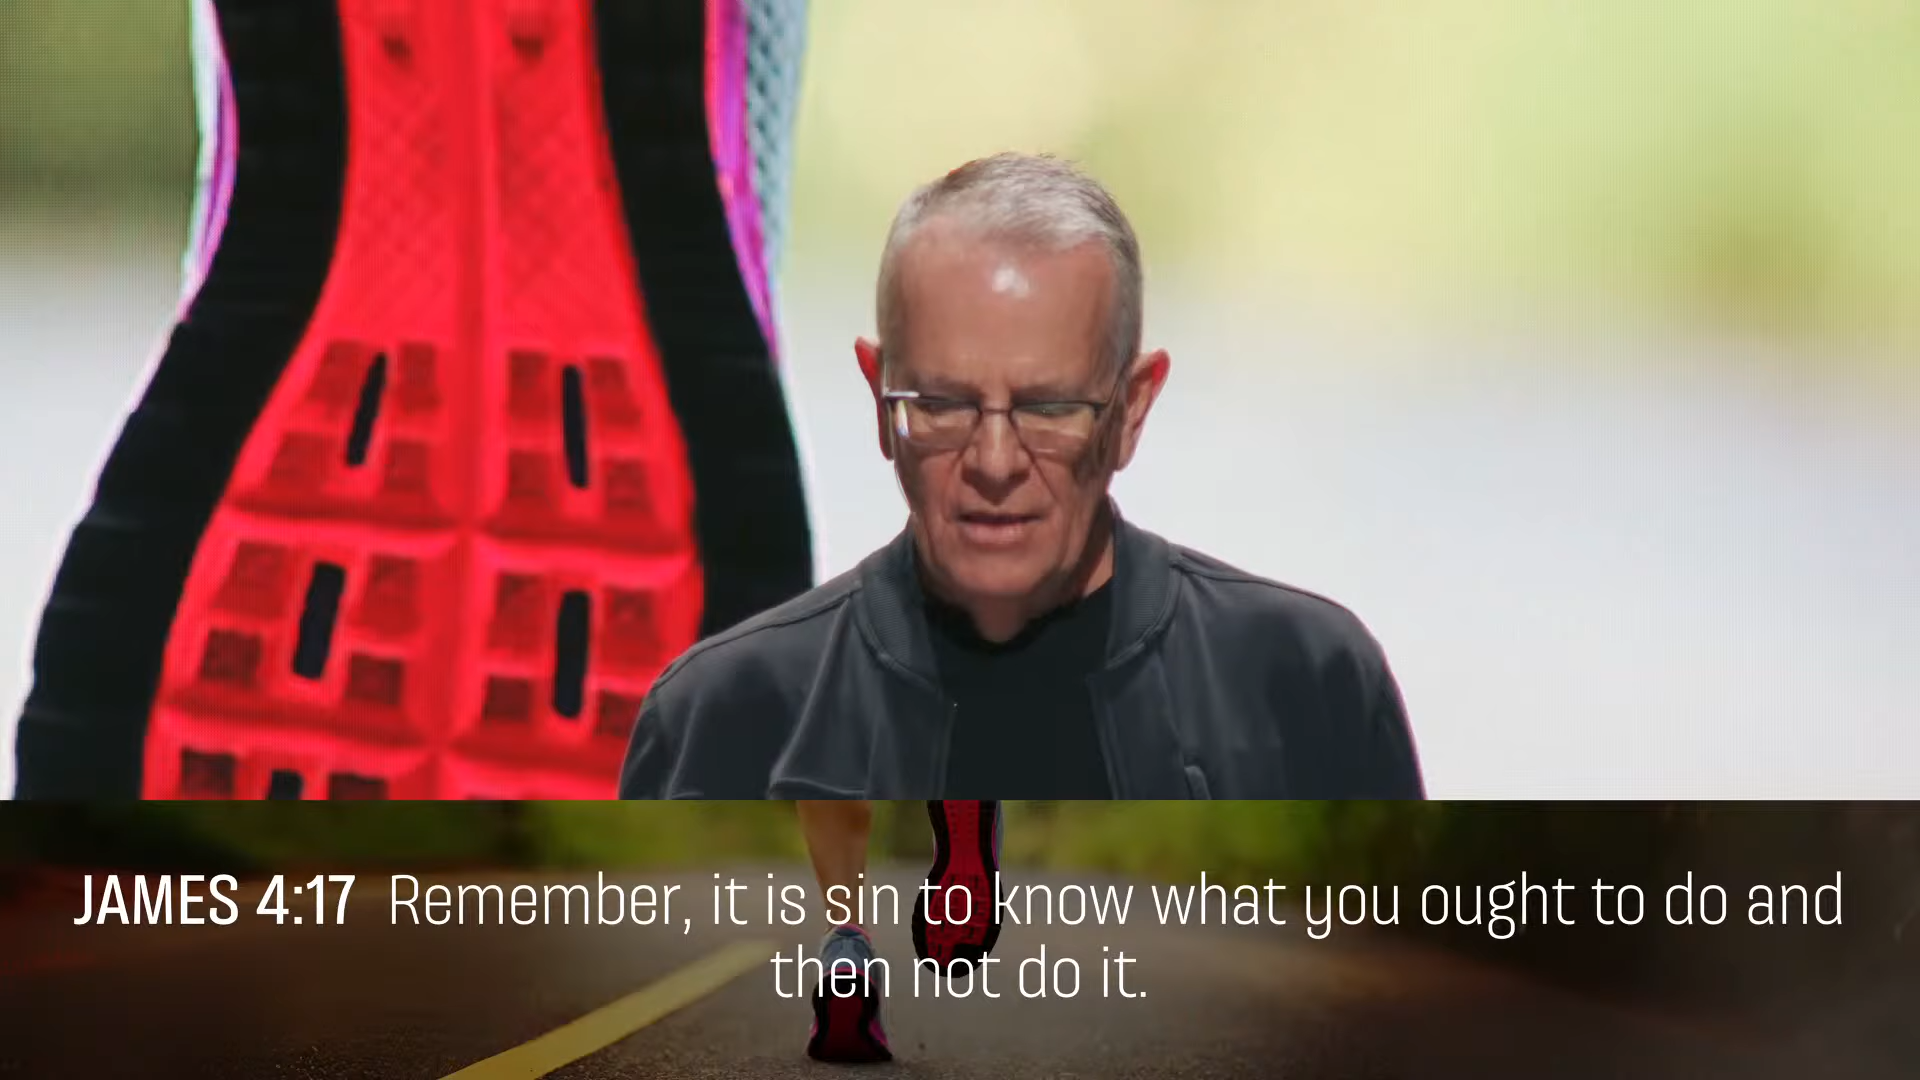 JAMES 4:17 Remember, it is sin to know what you ought to do and
then not do it.